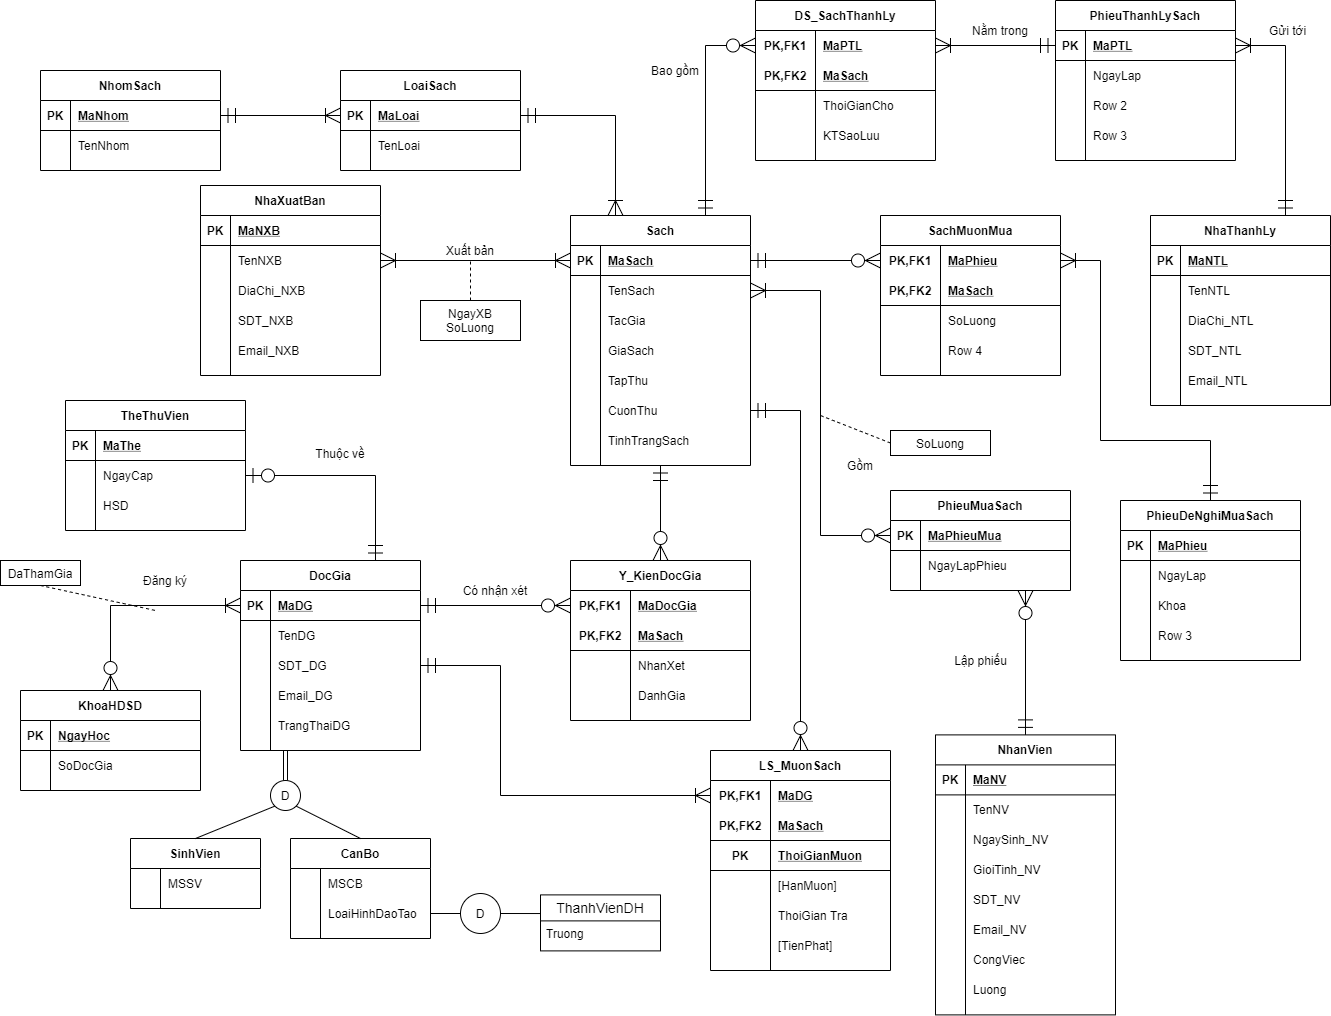 DS_SachThanhLy
PK,FK1 MaPTL
PK,FK2 MaSach
ThoiGianCho
KTSaoLuu
Nằm trong
PhieuThanhLySach
PK MaPTL
NgayLap
Row 2
Row 3
Gửi tới
Bao gồm
NhomSach
PK MaNhom
TenNhom
LoaiSach
PK MaLoai
TenLoai
NhaXuatBan
PK MaNXB
TenNXB
DiaChi_NXB
SDT_NXB
Email_NXB
Xuất bản
NgayXB
SoLuong
Sach
PK MaSach
TenSach
TacGia
GiaSach
TapThu
CuonThu
TinhTrangSach
SachMuonMua
PK,FK1 MaPhieu
PK,FK2 MaSach
SoLuong
Row 4
NhaThanhLy
PK MaNTL
TenNTL
DiaChi_NTL
SDT_NTL
Email_NTL
TheThuVien
PK MaThe
NgayCap
HSD
Thuộc về
SoLuong
Gồm
PhieuMuaSach
PK MaPhieuMua
NgayLapPhieu
PhieuDeNghiMuaSach
PK MaPhieu
NgayLap
Khoa
Row 3
DaThamGia
Đăng ký
DocGia
PK MaDG
TenDG
SDT_DG
Email_DG
TrangThaiDG
Có nhận xét
Y_KienDocGia
PK,FK1 MaDocGia
PK,FK2 MaSach
NhanXet
DanhGia
Lập phiếu
KhoaHDSD
PK NgayHoc
SoDocGia
D
SinhVien
MSSV
CanBo
MSCB
LoaiHinhDaoTao
D
ThanhVienDH
Truong
LS_MuonSach
PK,FK1 MaDG
PK,FK2 MaSach
PK ThoiGianMuon
[HanMuon]
ThoiGian Tra
[TienPhat]
NhanVien
PK MaNV
TenNV
NgaySinh_NV
GioiTinh_NV
SDT_NV
Email_NV
CongViec
Luong